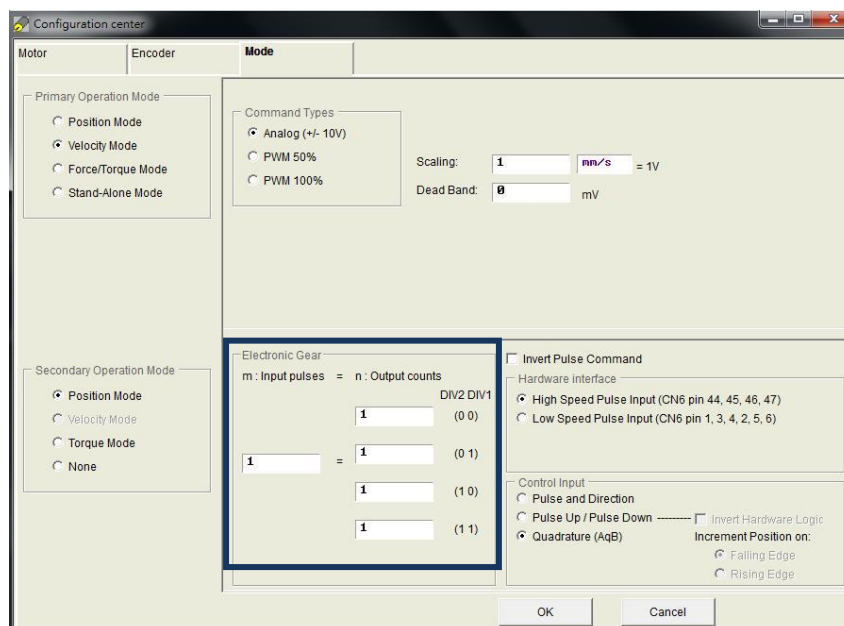 Configuration center
Motor
Encoder
Mode
Primary Operation Mode
Position Mode
Velocity Mode
Force/Torque Mode
Stand-Alone Mode
Command Types
Analog (+/- 10V)
PWM 50%
PWM 100%
Scaling: 1 mm/s = 1V
Dead Band: 0 mV
Secondary Operation Mode
Position Mode
Velocity Mode
Torque Mode
None
Electronic Gear
m : Input pulses = n : Output counts
DIV2 DIV1
1 (0 0)
1 = 1 (0 1)
1 (1 0)
1 (1 1)
Invert Pulse Command
Hardware interface
High Speed Pulse Input (CN6 pin 44, 45, 46, 47)
Low Speed Pulse Input (CN6 pin 1, 3, 4, 2, 5, 6)
Control Input
Pulse and Direction
Pulse Up / Pulse Down --------- Invert Hardware Logic
Quadrature (AqB) Increment Position on:
Falling Edge
Rising Edge
OK
Cancel